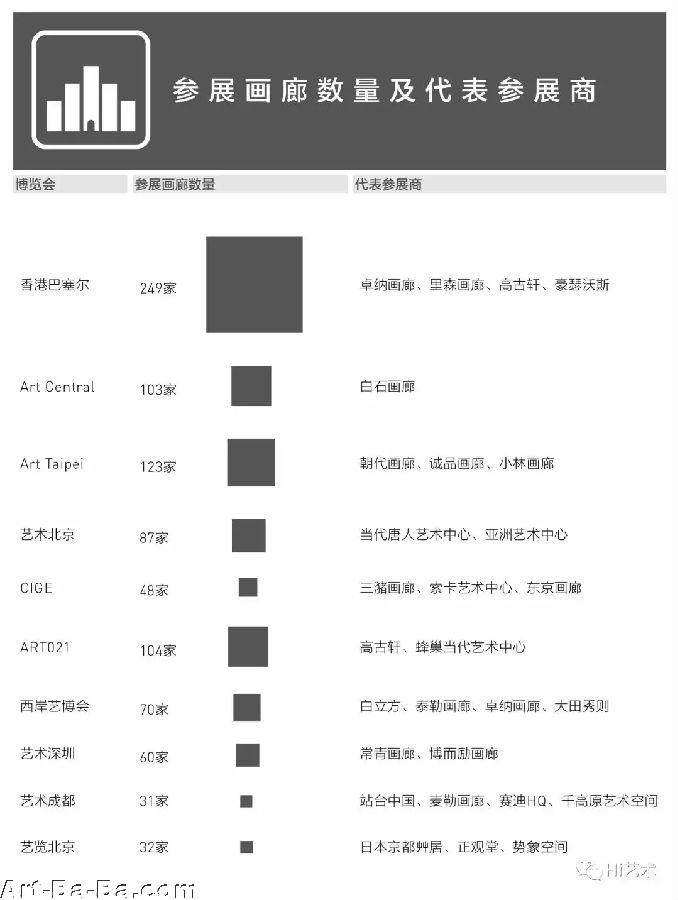 参展画廊数量及代表参展商
博览会 参展画廊数量 代表参展商
香港巴塞尔 249家 卓纳画廊、里森画廊、高古轩、豪瑟沃斯
Art Central 103家 白石画廊
Art Taipei 123家 朝代画廊、诚品画廊、小林画廊
艺术北京 87家 当代唐人艺术中心、亚洲艺术中心
CIGE 48家 三猪画廊、索卡艺术中心、东京画廊
ART021 104家 高古轩、蜂巢当代艺术中心
西岸艺博会 70家 白立方、泰勒画廊、卓纳画廊、大田秀则
艺术深圳 60家 常青画廊、博而励画廊
艺术成都 31家 站台中国、麦勒画廊、赛迪HQ、千高原艺术空间
艺览北京 32家 日本京都艸居、正观堂、势象空间
Hi艺术
Art-Ba-Ba.com